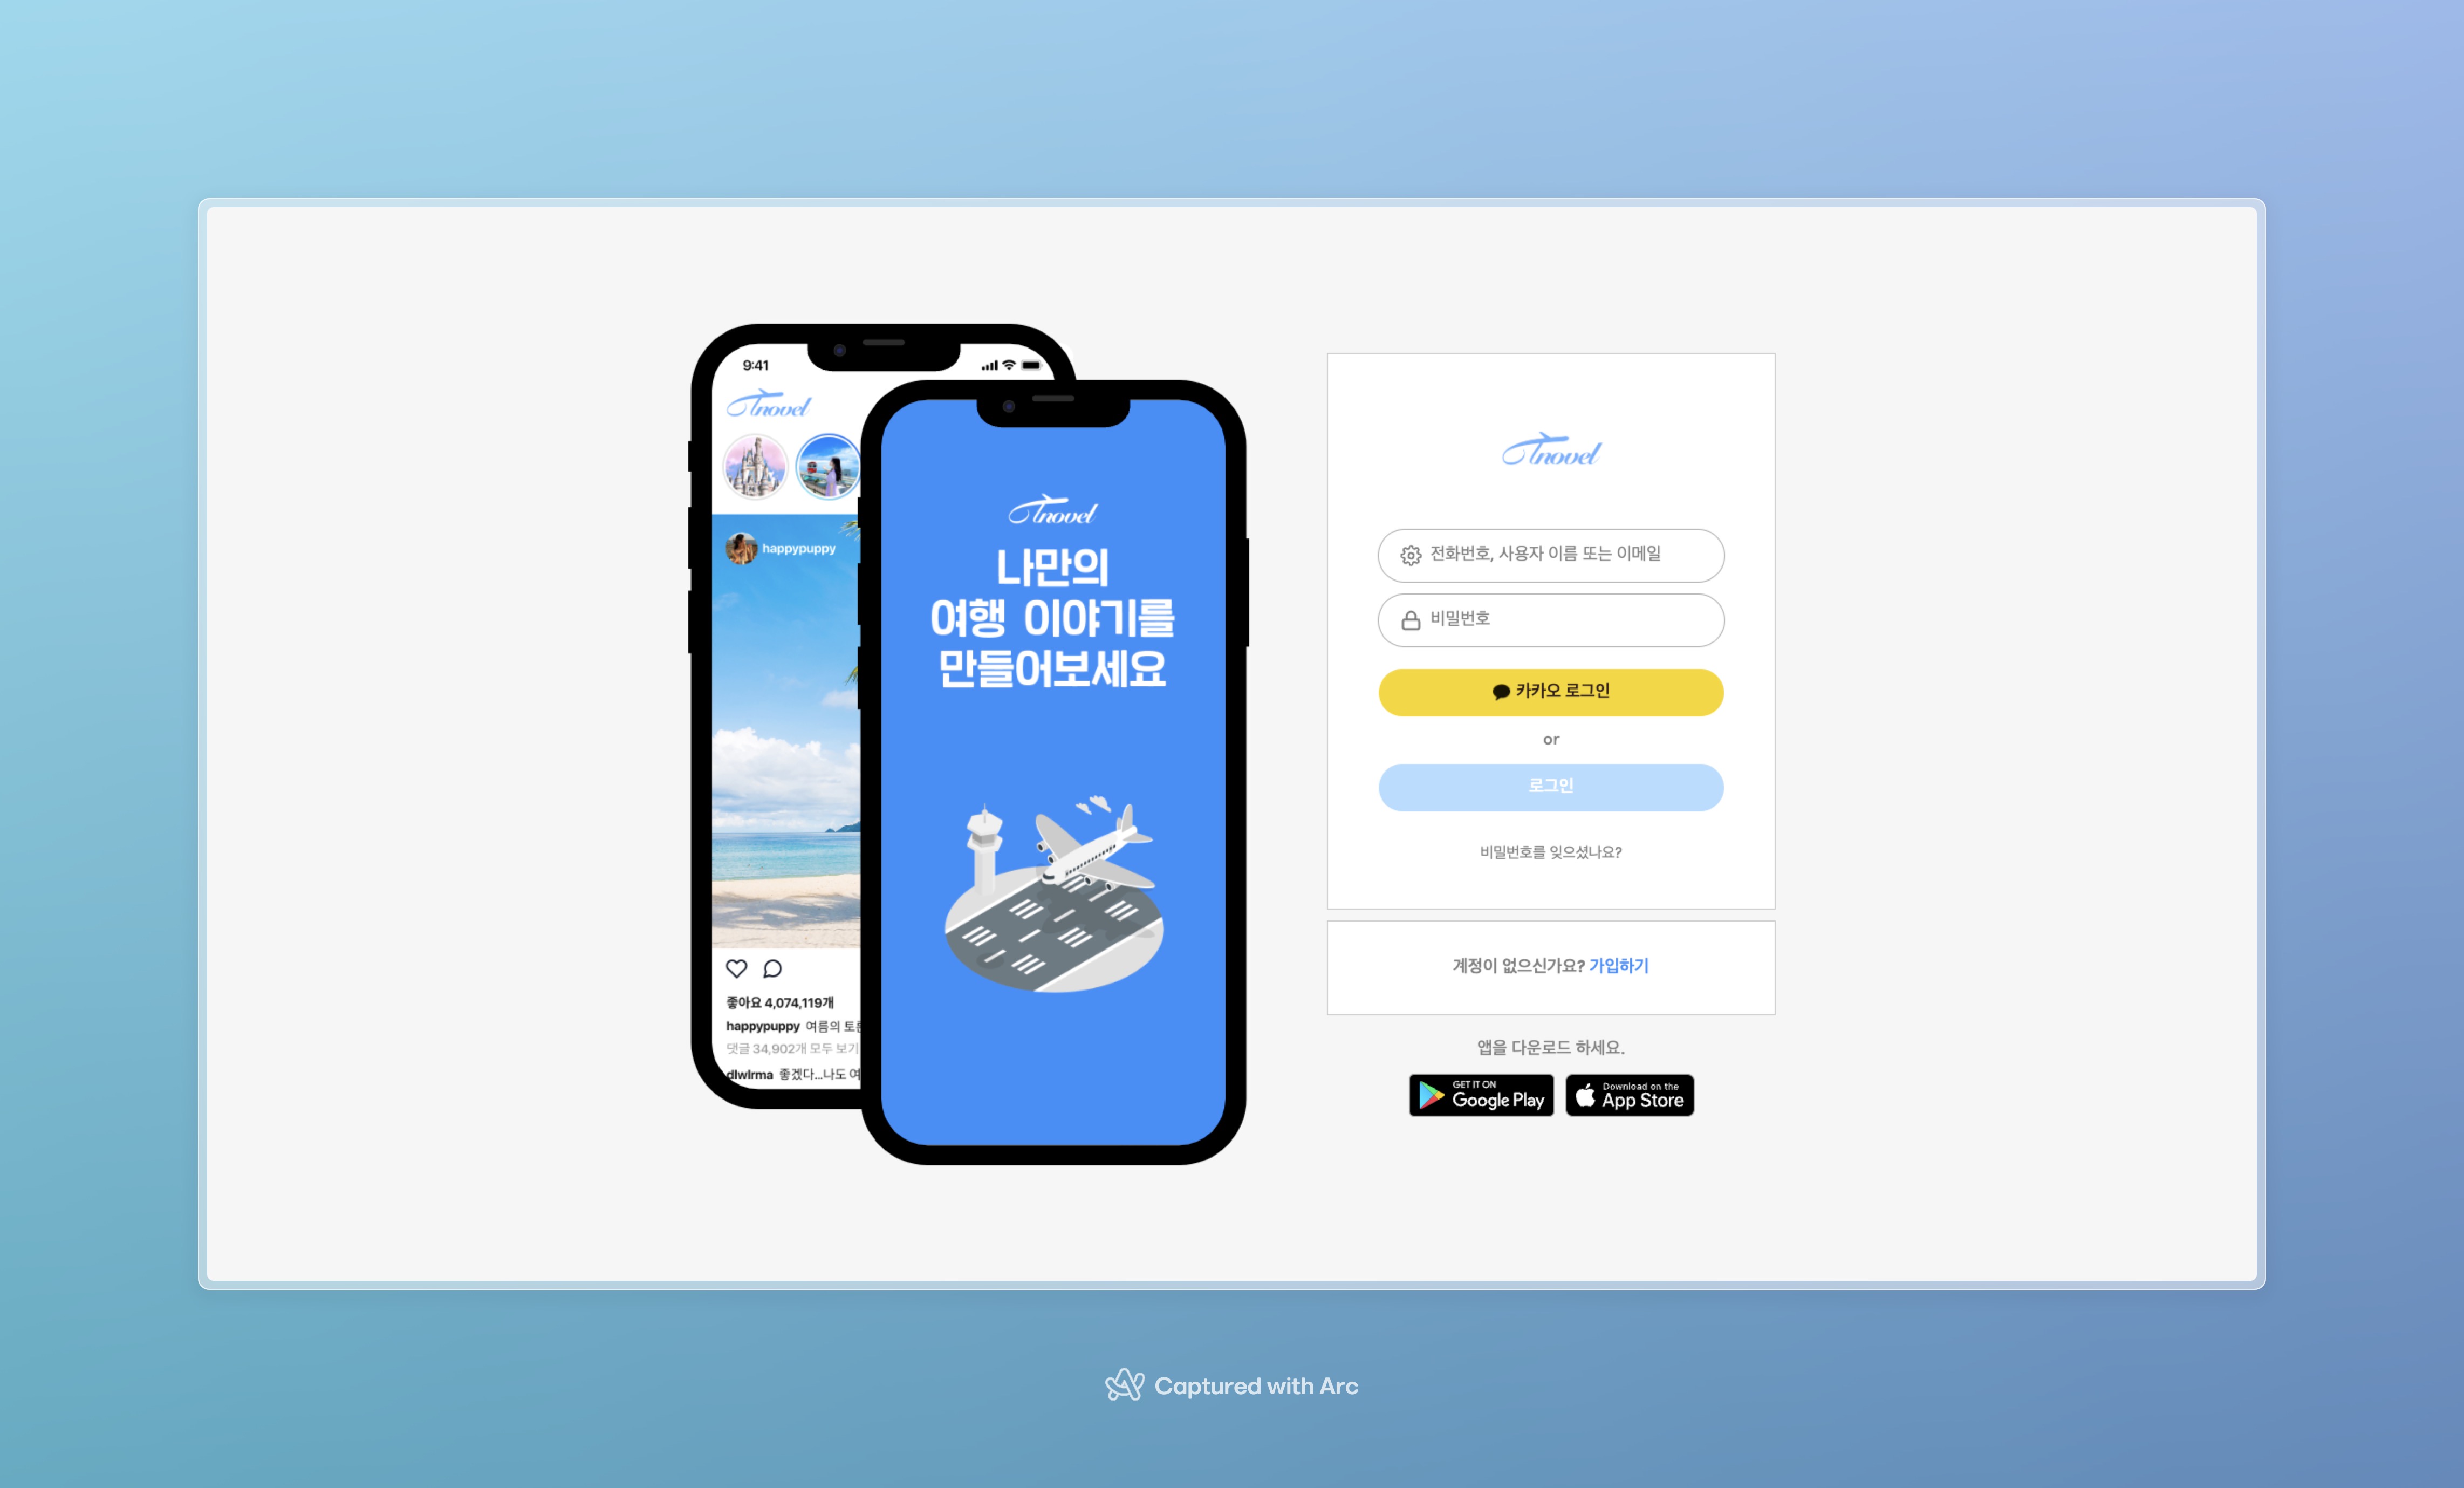 9:41
Tnovel
happypuppy
좋아요 4,074,119개
happypuppy 여름의 토
댓글 34,902개 모두 보기
dlwlrma 좋겠다...나도 여
Tnovel
나만의
여행 이야기를
만들어보세요
Tnovel
전화번호, 사용자 이름 또는 이메일
비밀번호
카카오 로그인
or
로그인
비밀번호를 잊으셨나요?
계정이 없으신가요? 가입하기
앱을 다운로드 하세요.
GET IT ON
Google Play
Download on the
App Store
Captured with Arc